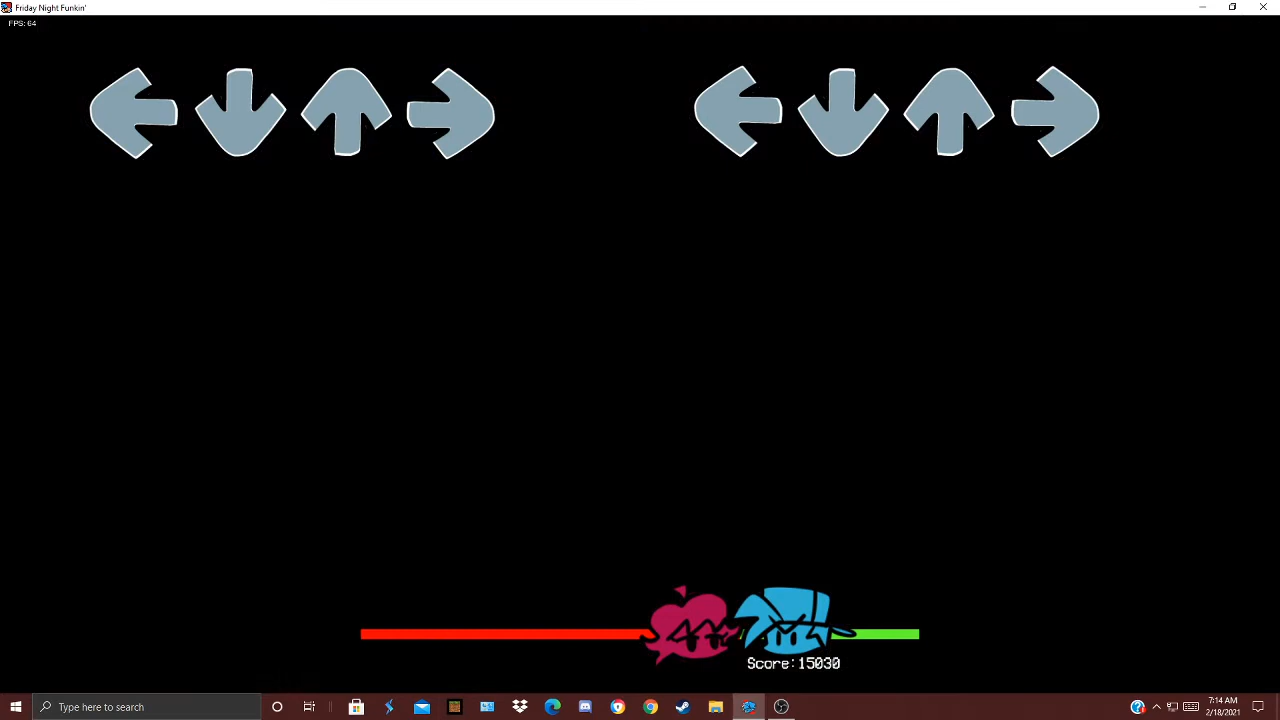 Friday Night Funkin'
FPS: 64
Score:15030
Type here to search
7:14 AM
2/18/2021